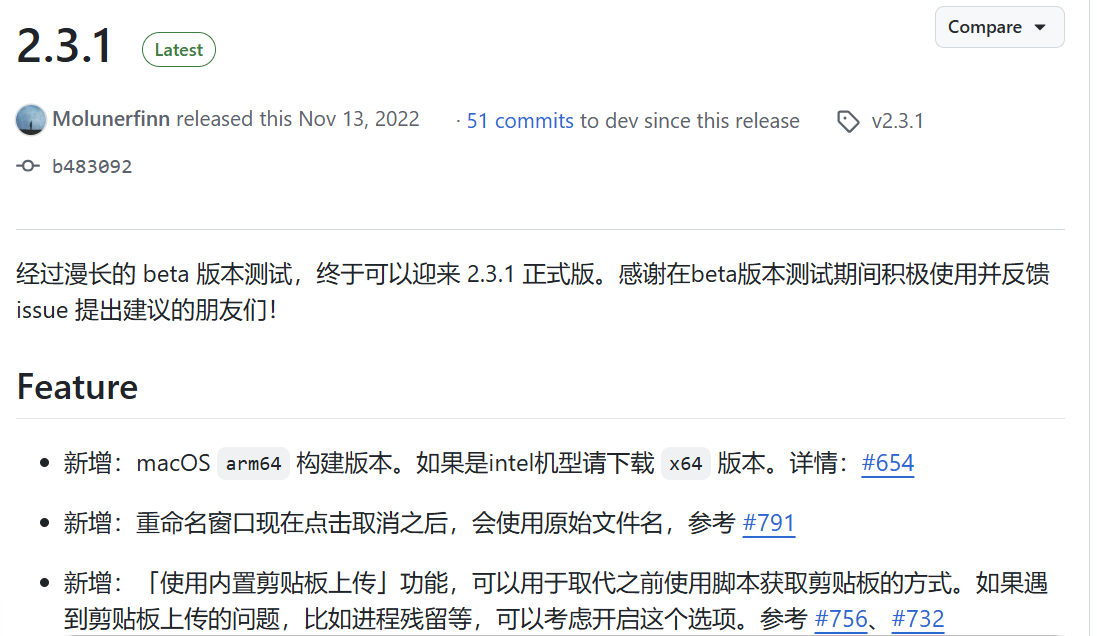 2.3.1 Latest Compare
Molunerfinn released this Nov 13, 2022 · 51 commits to dev since this release v2.3.1
b483092
经过漫长的 beta 版本测试，终于可以迎来 2.3.1 正式版。感谢在beta版本测试期间积极使用并反馈
issue 提出建议的朋友们！
Feature
• 新增：macOS arm64 构建版本。如果是intel机型请下载 x64 版本。详情：#654
• 新增：重命名窗口现在点击取消之后，会使用原始文件名，参考 #791
• 新增：「使用内置剪贴板上传」功能，可以用于取代之前使用脚本获取剪贴板的方式。如果遇
到剪贴板上传的问题，比如进程残留等，可以考虑开启这个选项。参考 #756、#732